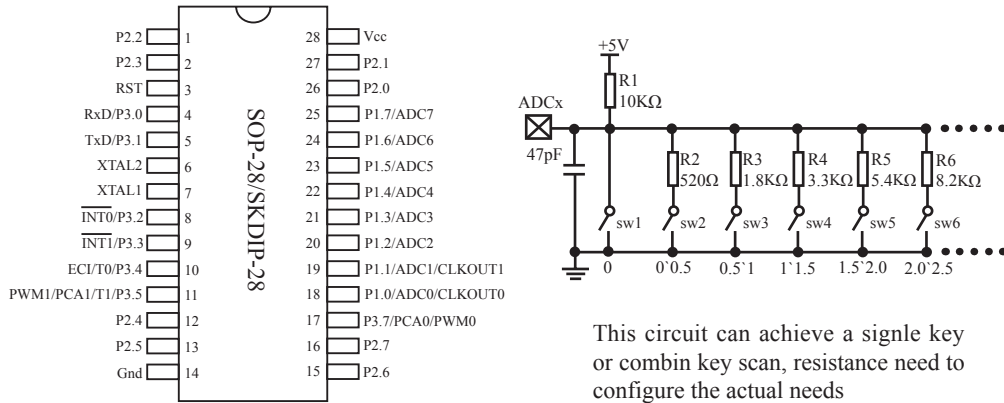 P2.2 1 28 Vcc
P2.3 2 27 P2.1
RST 3 26 P2.0
RxD/P3.0 4 25 P1.7/ADC7
TxD/P3.1 5 24 P1.6/ADC6
XTAL2 6 23 P1.5/ADC5
XTAL1 7 22 P1.4/ADC4
INT0/P3.2 8 21 P1.3/ADC3
INT1/P3.3 9 20 P1.2/ADC2
ECI/T0/P3.4 10 19 P1.1/ADC1/CLKOUT1
PWM1/PCA1/T1/P3.5 11 18 P1.0/ADC0/CLKOUT0
P2.4 12 17 P3.7/PCA0/PWM0
P2.5 13 16 P2.7
Gnd 14 15 P2.6
SOP-28/SKDIP-28
+5V
R1
10KΩ
ADCx
47pF
R2 R3 R4 R5 R6
520Ω 1.8KΩ 3.3KΩ 5.4KΩ 8.2KΩ
sw1 sw2 sw3 sw4 sw5 sw6
0 0`0.5 0.5`1 1`1.5 1.5`2.0 2.0`2.5
This circuit can achieve a signle key
or combin key scan, resistance need to
configure the actual needs